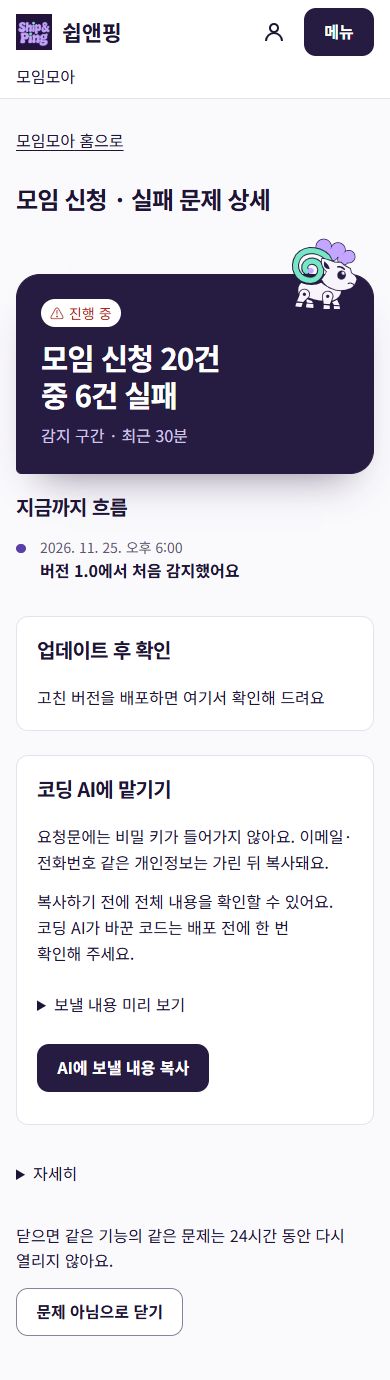 Ship&
Ping
쉽앤핑
메뉴
모임모아
모임모아 홈으로
모임 신청 · 실패 문제 상세
진행 중
모임 신청 20건
중 6건 실패
감지 구간 · 최근 30분
지금까지 흐름
2026. 11. 25. 오후 6:00
버전 1.0에서 처음 감지했어요
업데이트 후 확인
고친 버전을 배포하면 여기서 확인해 드려요
코딩 AI에 맡기기
요청문에는 비밀 키가 들어가지 않아요. 이메일·
전화번호 같은 개인정보는 가린 뒤 복사돼요.
복사하기 전에 전체 내용을 확인할 수 있어요.
코딩 AI가 바꾼 코드는 배포 전에 한 번
확인해 주세요.
보낼 내용 미리 보기
AI에 보낼 내용 복사
자세히
닫으면 같은 기능의 같은 문제는 24시간 동안 다시
열리지 않아요.
문제 아님으로 닫기